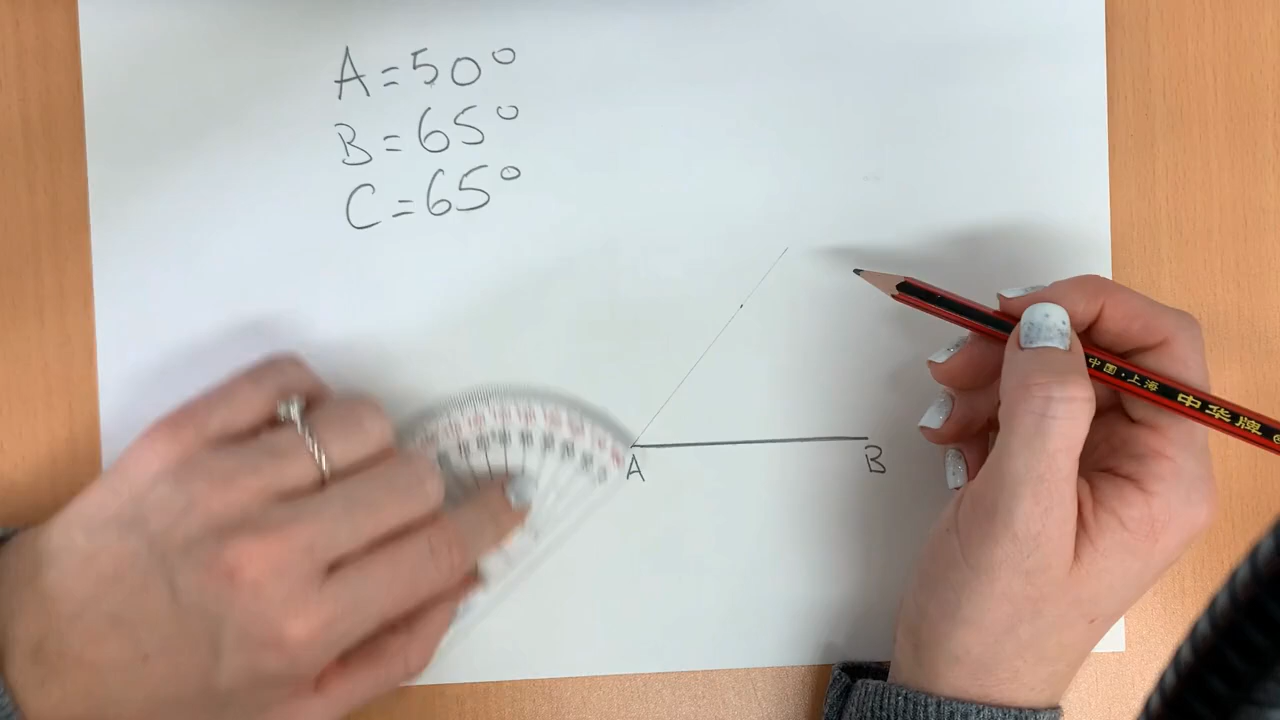 A = 50°
B = 65°
C = 65°
A
B
中国·上海 中华牌